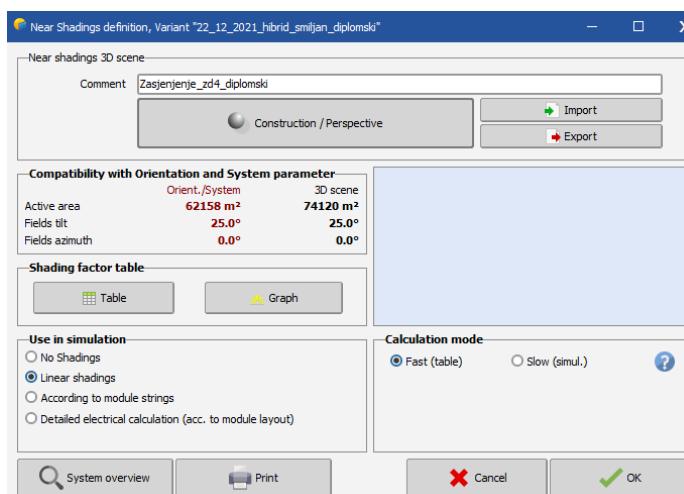 Near Shadings definition, Variant "22_12_2021_hibrid_smiljan_diplomski"
Near shadings 3D scene
Comment Zasjenjenje_zd4_diplomski
Construction / Perspective
Import
Export
Compatibility with Orientation and System parameter
Orient./System 3D scene
Active area 62158 m² 74120 m²
Fields tilt 25.0° 25.0°
Fields azimuth 0.0° 0.0°
Shading factor table
Table Graph
Use in simulation
No Shadings
Linear shadings
According to module strings
Detailed electrical calculation (acc. to module layout)
Calculation mode
Fast (table) Slow (simul.) ?
System overview Print Cancel OK